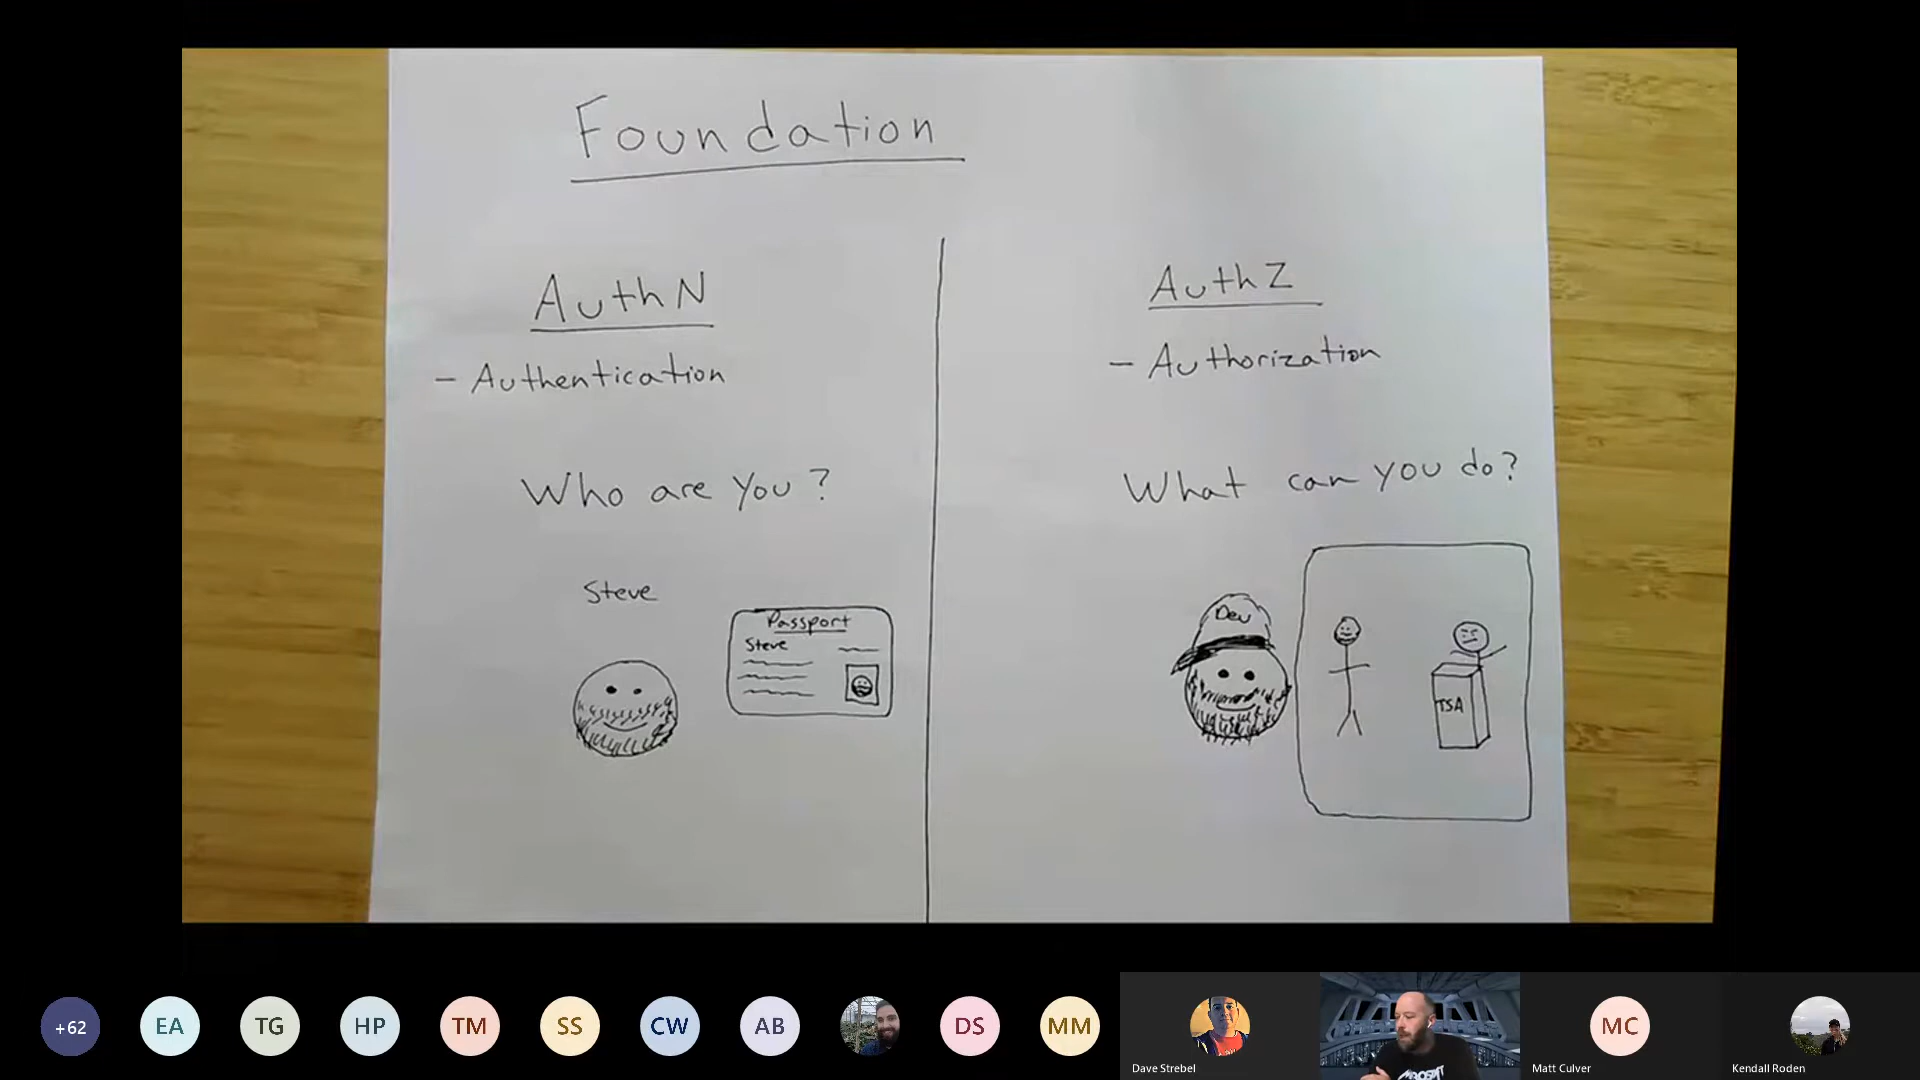 Foundation
AuthN
- Authentication
Who are you?
Steve
Passport
Steve
AuthZ
- Authorization
What can you do?
Dev
TSA
+62
EA
TG
HP
TM
SS
CW
AB
DS
MM
Dave Strebel
MC
Matt Culver
Kendall Roden